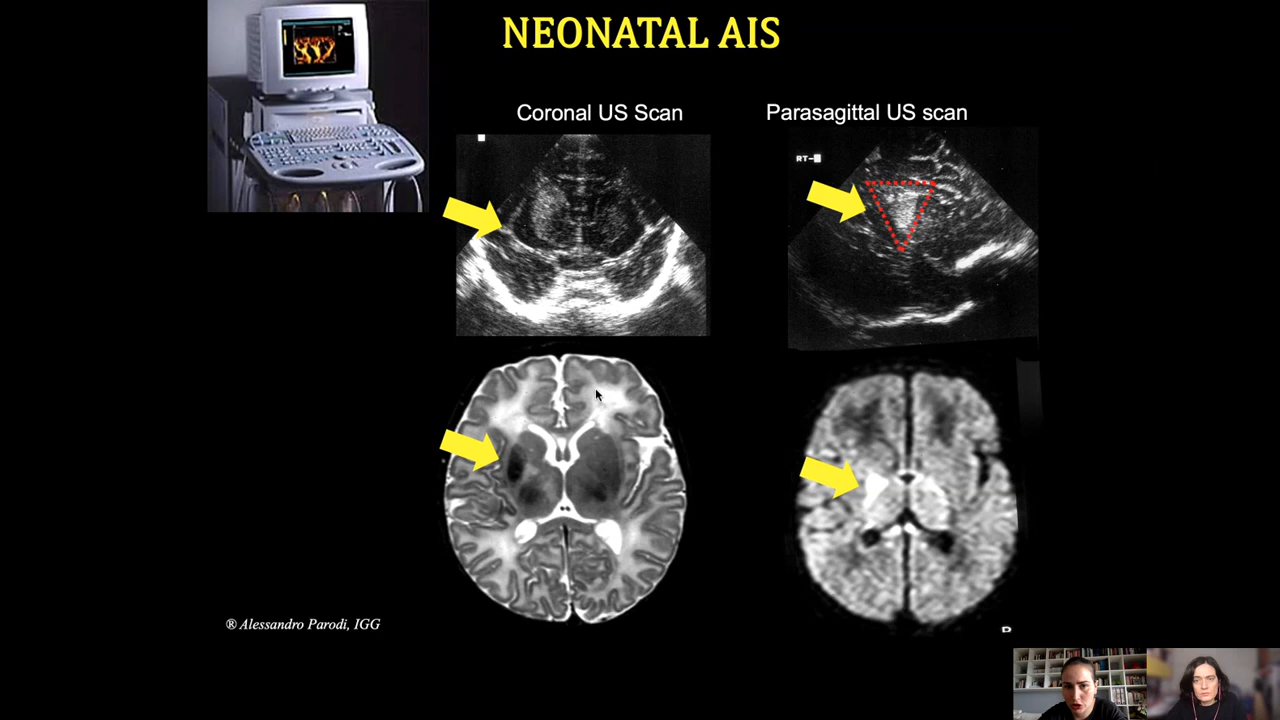 NEONATAL AIS
Coronal US Scan
Parasagittal US scan
RT-
® Alessandro Parodi, IGG